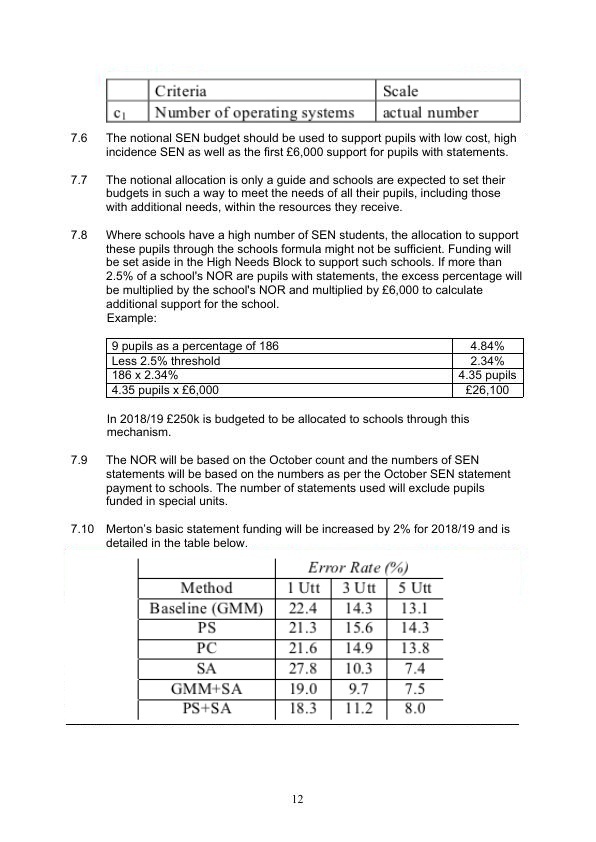 Criteria Scale
c₁ Number of operating systems actual number
7.6 The notional SEN budget should be used to support pupils with low cost, high
incidence SEN as well as the first £6,000 support for pupils with statements.
7.7 The notional allocation is only a guide and schools are expected to set their
budgets in such a way to meet the needs of all their pupils, including those
with additional needs, within the resources they receive.
7.8 Where schools have a high number of SEN students, the allocation to support
these pupils through the schools formula might not be sufficient. Funding will
be set aside in the High Needs Block to support such schools. If more than
2.5% of a school's NOR are pupils with statements, the excess percentage will
be multiplied by the school's NOR and multiplied by £6,000 to calculate
additional support for the school.
Example:
9 pupils as a percentage of 186 4.84%
Less 2.5% threshold 2.34%
186 x 2.34% 4.35 pupils
4.35 pupils x £6,000 £26,100
In 2018/19 £250k is budgeted to be allocated to schools through this
mechanism.
7.9 The NOR will be based on the October count and the numbers of SEN
statements will be based on the numbers as per the October SEN statement
payment to schools. The number of statements used will exclude pupils
funded in special units.
7.10 Merton's basic statement funding will be increased by 2% for 2018/19 and is
detailed in the table below.
Error Rate (%)
Method 1 Utt 3 Utt 5 Utt
Baseline (GMM) 22.4 14.3 13.1
PS 21.3 15.6 14.3
PC 21.6 14.9 13.8
SA 27.8 10.3 7.4
GMM+SA 19.0 9.7 7.5
PS+SA 18.3 11.2 8.0
12